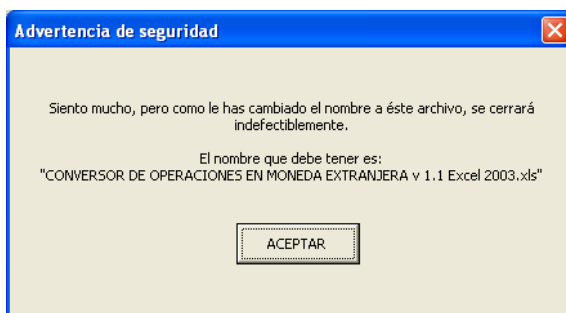 Advertencia de seguridad
Siento mucho, pero como le has cambiado el nombre a éste archivo, se cerrará
indefectiblemente.
El nombre que debe tener es:
"CONVERSOR DE OPERACIONES EN MONEDA EXTRANJERA v 1.1 Excel 2003.xls"
ACEPTAR